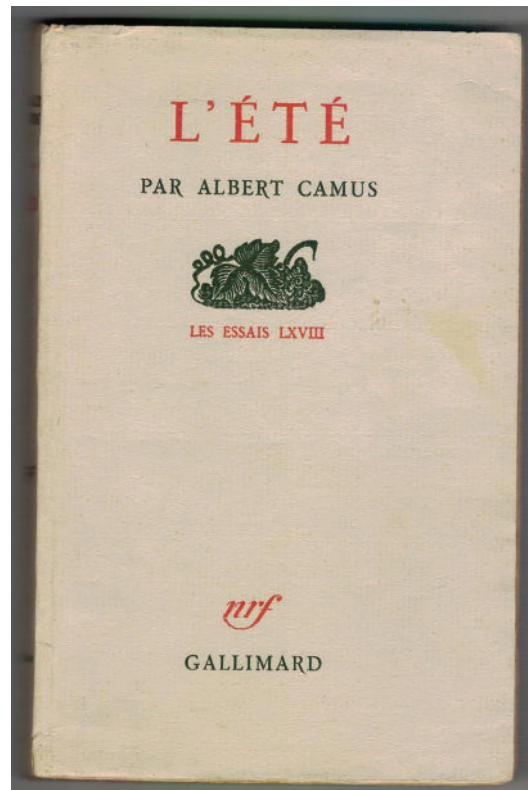 L'ÉTÉ
PAR ALBERT CAMUS
LES ESSAIS LXVIII
nrf
GALLIMARD